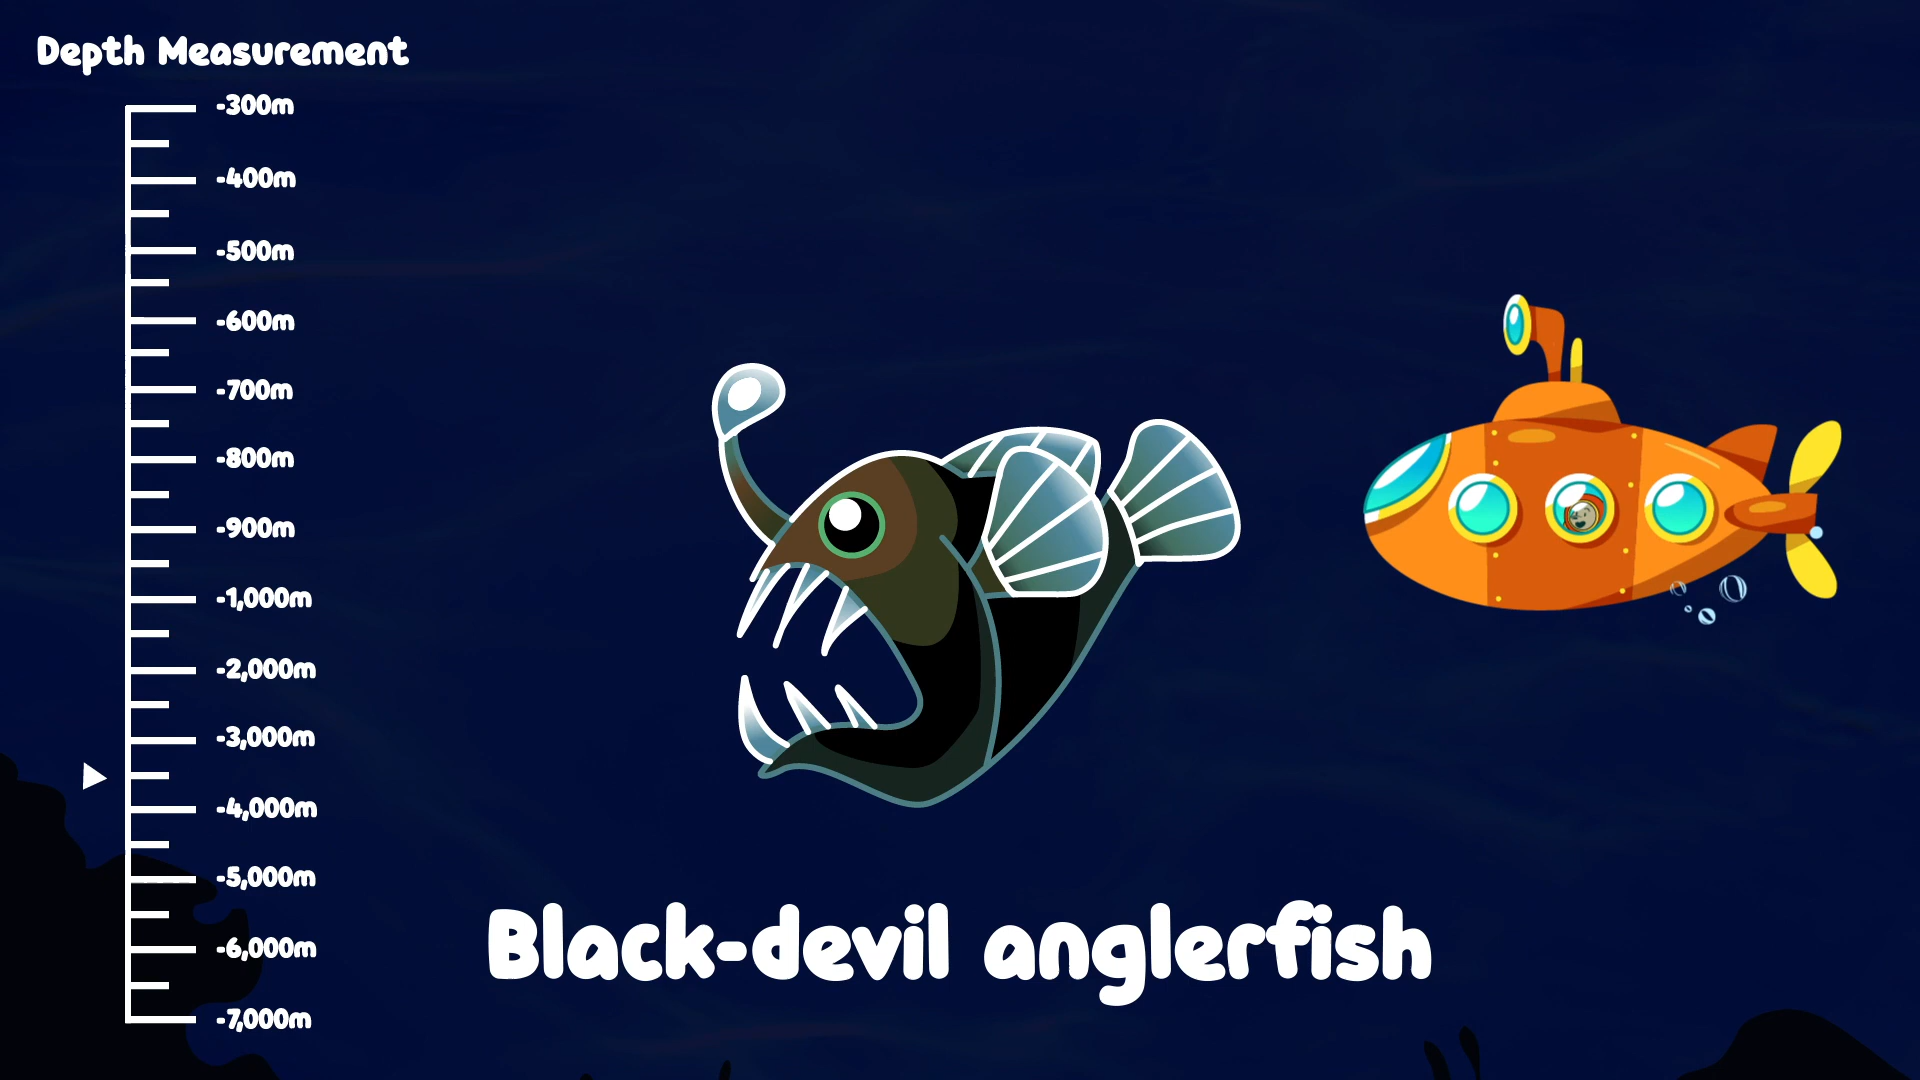 Depth Measurement
-300m
-400m
-500m
-600m
-700m
-800m
-900m
-1,000m
-2,000m
-3,000m
-4,000m
-5,000m
-6,000m
-7,000m
Black-devil anglerfish